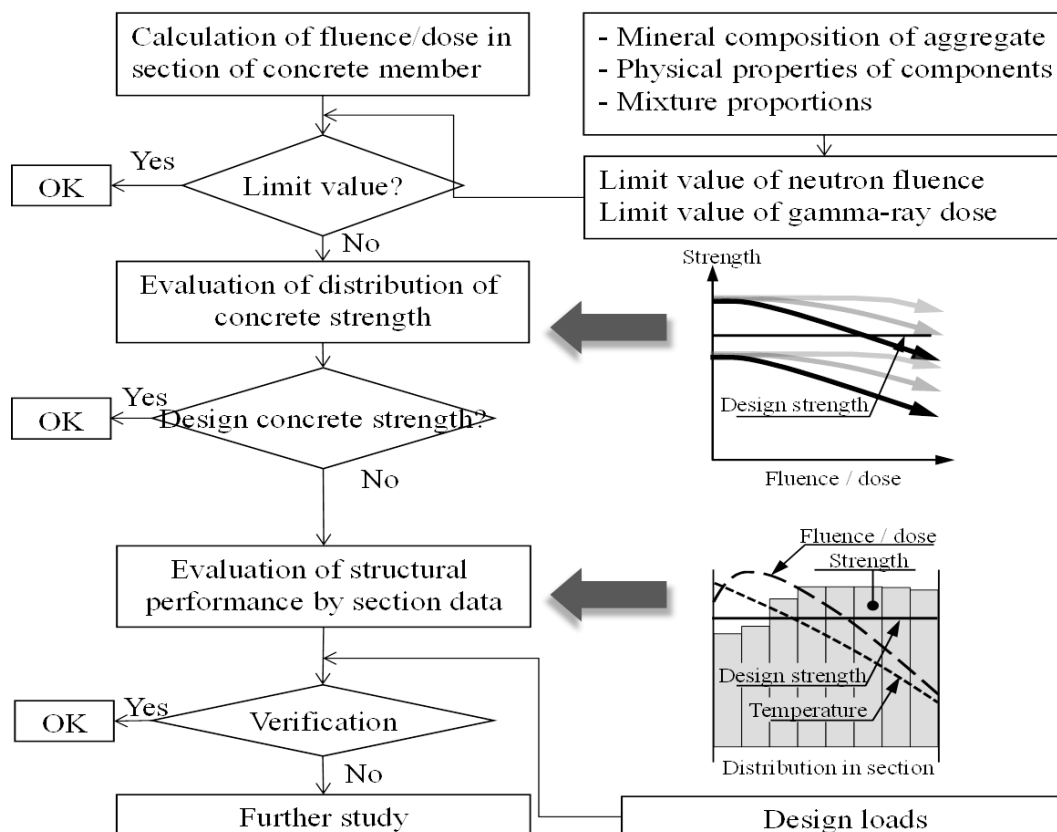 Calculation of fluence/dose in
section of concrete member
- Mineral composition of aggregate
- Physical properties of components
- Mixture proportions
Yes
OK
Limit value?
No
Limit value of neutron fluence
Limit value of gamma-ray dose
Evaluation of distribution of
concrete strength
Strength
Design strength
Fluence / dose
Yes
OK
Design concrete strength?
No
Evaluation of structural
performance by section data
Fluence / dose
Strength
Design strength
Temperature
Distribution in section
Yes
OK
Verification
No
Further study
Design loads